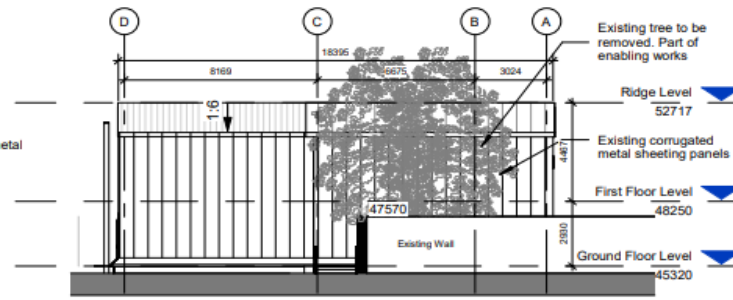 D
C
B
A
18395
8169
6675
3024
Existing tree to be
removed. Part of
enabling works
Ridge Level
52717
1:6
etal
Existing corrugated
metal sheeting panels
4467
First Floor Level
48250
47570
2930
Existing Wall
Ground Floor Level
45320